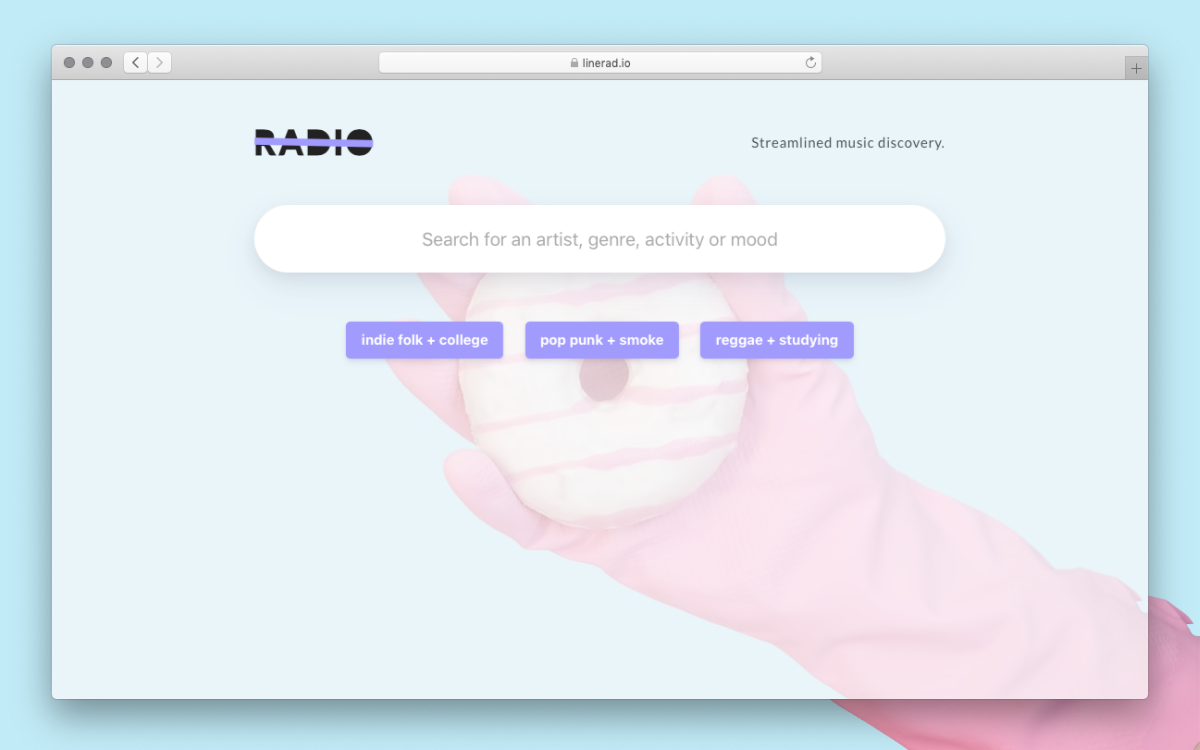 linerad.io
RADIO
Streamlined music discovery.
Search for an artist, genre, activity or mood
indie folk + college
pop punk + smoke
reggae + studying